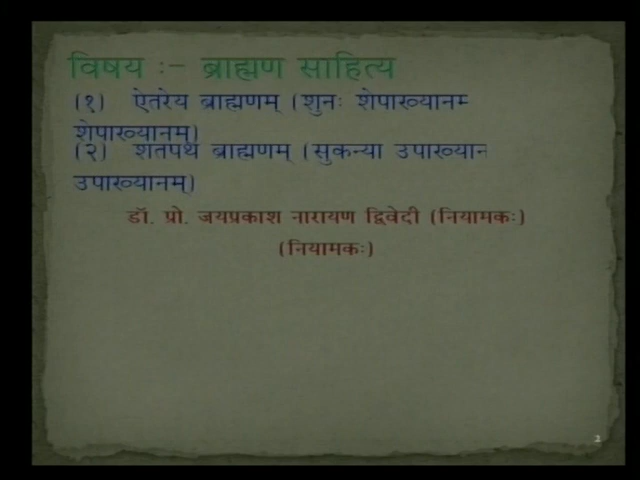 विषय :- ब्राह्मण साहित्य
(१) ऐतरेय ब्राह्मणम् (शुनः शेपाख्यानम
शेपाख्यानम्)
(२) शतपथ ब्राह्मणम् (सुकन्या उपाख्यान
उपाख्यानम्)
डॉ. प्रो. जयप्रकाश नारायण द्विवेदी (नियामकः)
(नियामकः)
2